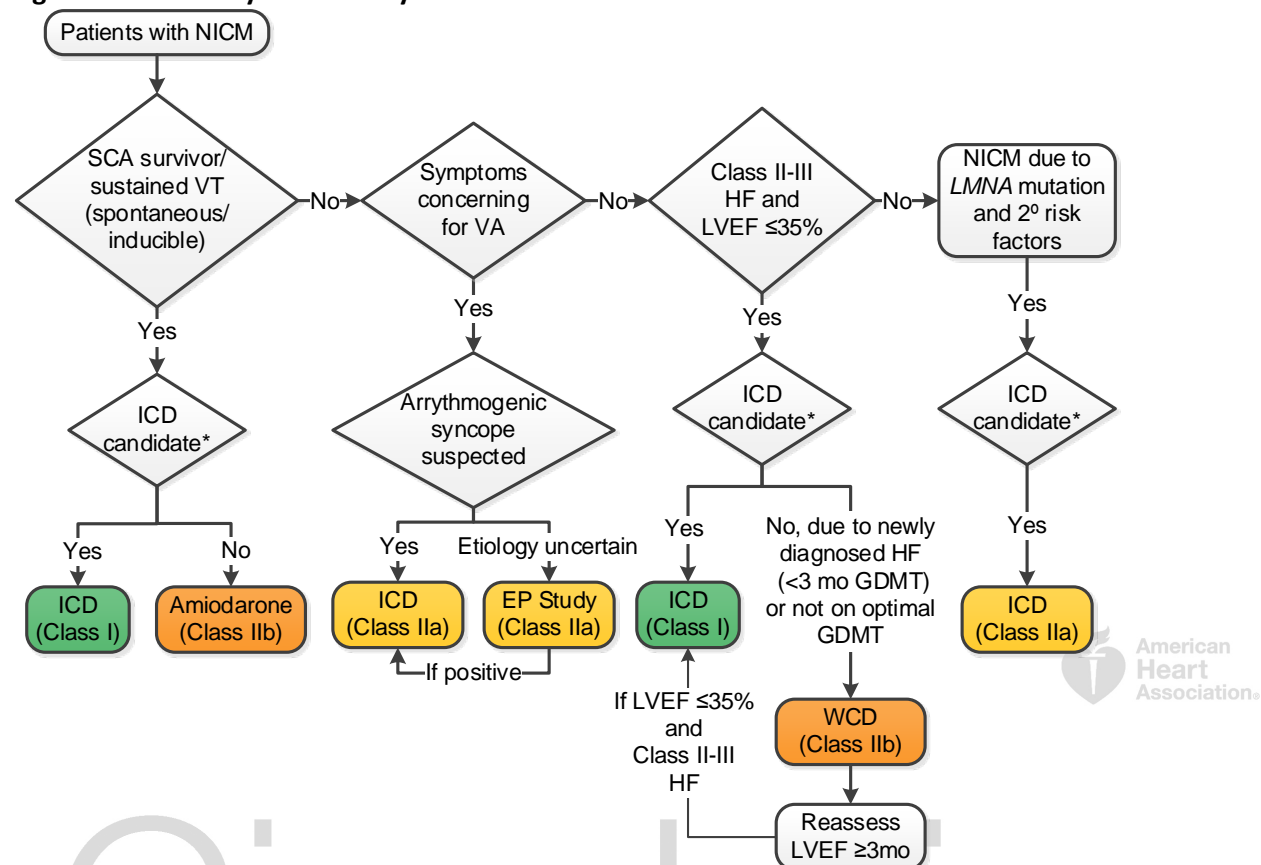 Patients with NICM
SCA survivor/
sustained VT
(spontaneous/
inducible)
No
Symptoms
concerning
for VA
No
Class II-III
HF and
LVEF ≤35%
No
NICM due to
LMNA mutation
and 2º risk
factors
Yes
Yes
Yes
Yes
ICD
candidate*
Arrythmogenic
syncope
suspected
ICD
candidate*
ICD
candidate*
Yes
No
Yes
Etiology uncertain
Yes
No, due to newly
diagnosed HF
(<3 mo GDMT)
or not on optimal
GDMT
Yes
ICD
(Class I)
Amiodarone
(Class IIb)
ICD
(Class IIa)
EP Study
(Class IIa)
If positive
ICD
(Class I)
ICD
(Class IIa)
If LVEF ≤35%
and
Class II-III
HF
WCD
(Class IIb)
Reassess
LVEF ≥3mo
American
Heart
Association®